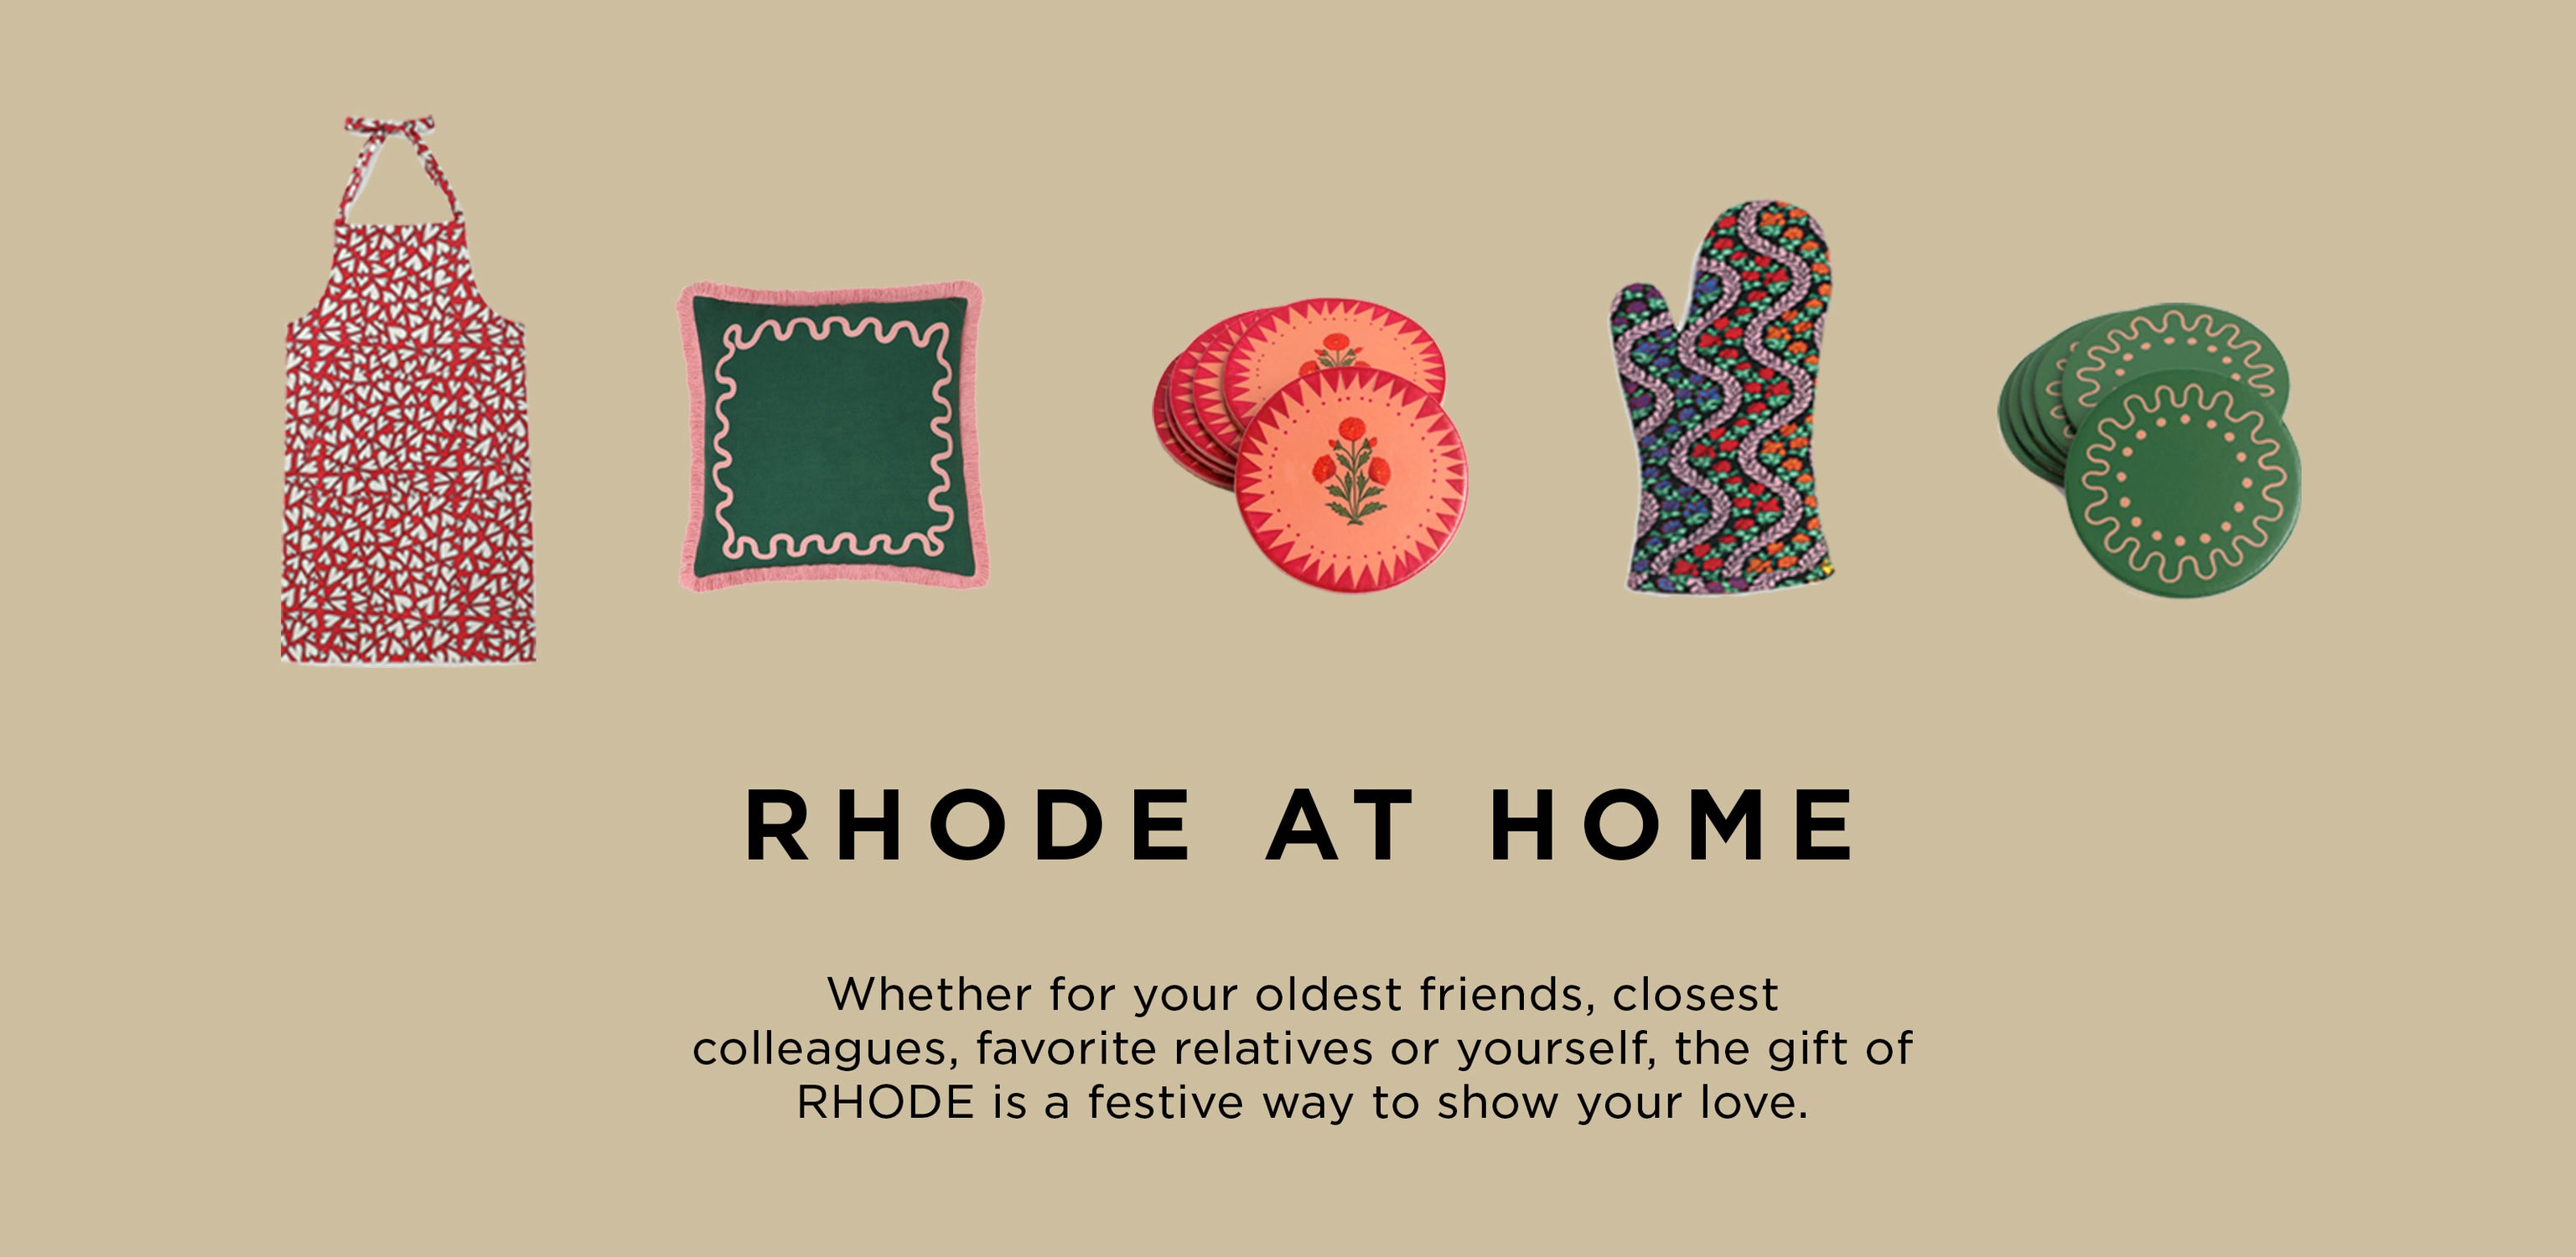 RHODE AT HOME
Whether for your oldest friends, closest
colleagues, favorite relatives or yourself, the gift of
RHODE is a festive way to show your love.